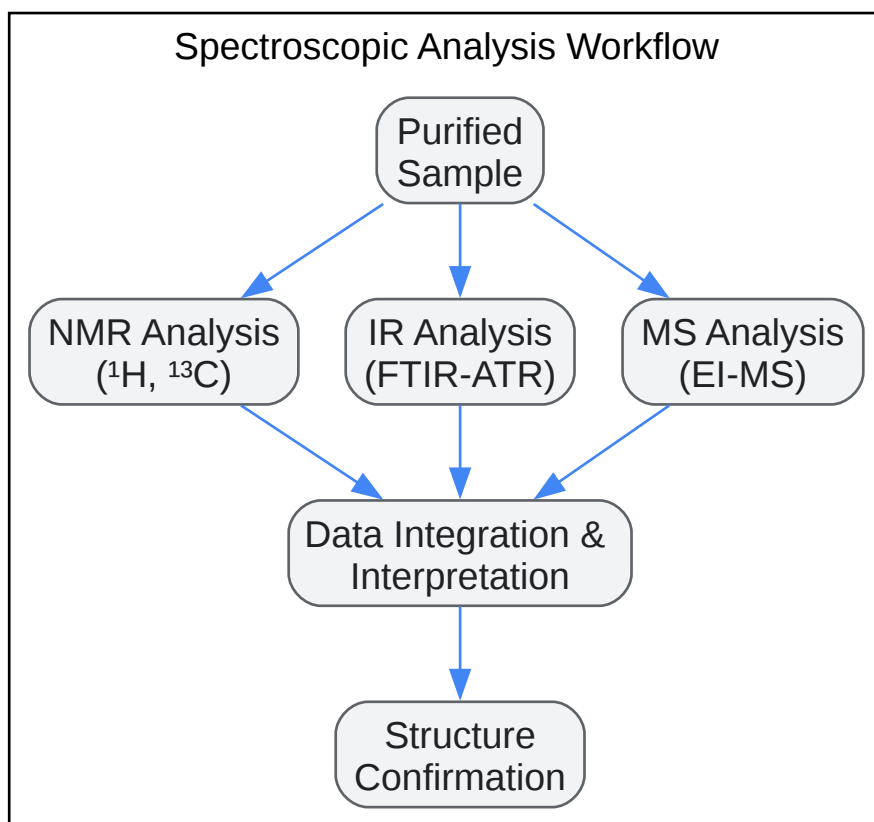 Spectroscopic Analysis Workflow
Purified
Sample
NMR Analysis
(¹H, ¹³C)
IR Analysis
(FTIR-ATR)
MS Analysis
(EI-MS)
Data Integration &
Interpretation
Structure
Confirmation